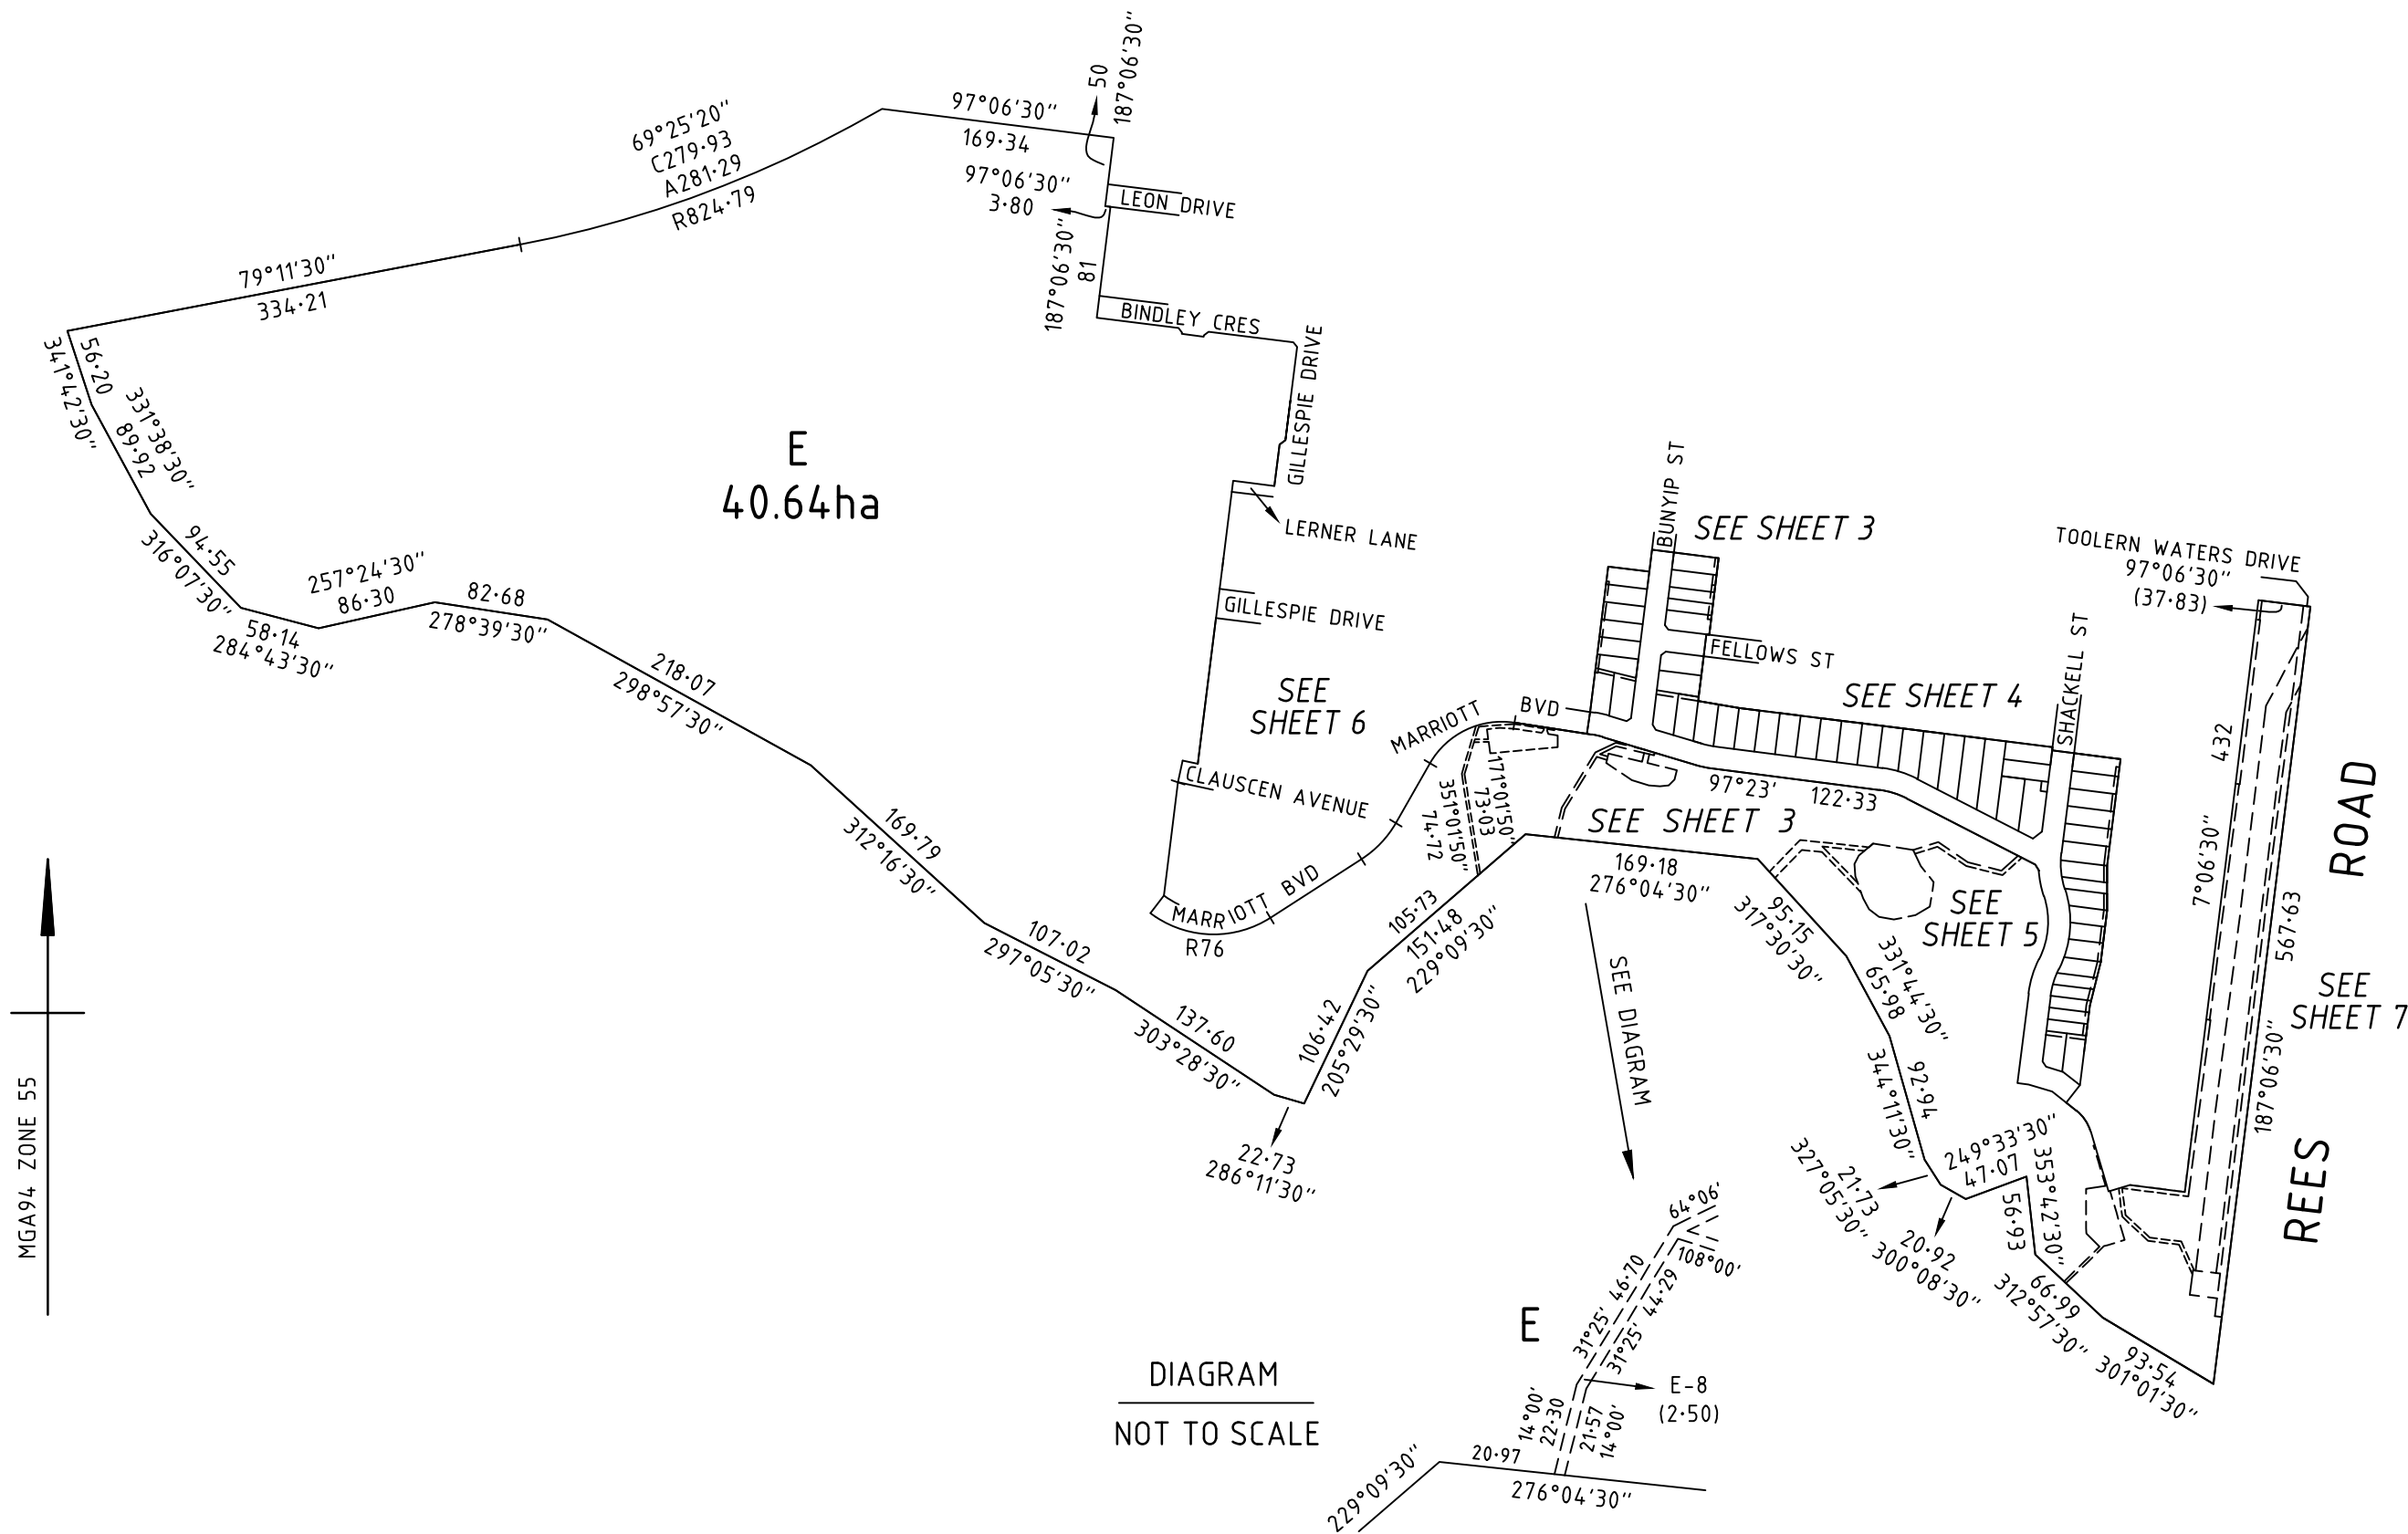 187°06'30"
50
97°06'30"
169·34
69°25'20"
C279·93
A281·29
R824·79
97°06'30"
3·80
LEON DRIVE
187°06'30"
81
79°11'30"
334·21
BINDLEY CRES
GILLESPIE DRIVE
56·20
341°42'30"
331°38'30"
89·92
E
40.64ha
94·55
316°07'30"
LERNER LANE
BUNYIP ST
SEE SHEET 3
TOOLERN WATERS DRIVE
97°06'30"
(37·83)
257°24'30"
86·30
82·68
278°39'30"
58·14
284°43'30"
GILLESPIE DRIVE
FELLOWS ST
SHACKELL ST
218·07
298°57'30"
SEE
SHEET 6
MARRIOTT
BVD
SEE SHEET 4
432
7°06'30"
CLAUSCEN AVENUE
351°01'50"
74·72
171°01'50"
73·03
97°23'
122·33
SEE SHEET 3
ROAD
169·79
312°16'30"
169·18
276°04'30"
MARRIOTT BVD
R76
105·73
151·48
229°09'30"
95·15
317°30'30"
SEE
SHEET 5
567·63
187°06'30"
SEE
SHEET 7
107·02
297°05'30"
331°44'30"
65·98
SEE DIAGRAM
137·60
303°28'30"
106·42
205°29'30"
92·94
344°11'30"
MGA94 ZONE 55
22·73
286°11'30"
249°33'30"
47·07
21·73
327°05'30"
353°42'30"
56·93
20·92
300°08'30"
REES
66·99
312°57'30"
93·54
301°01'30"
64°06'
108°00'
31°25' 46·70
31°25' 44·29
E
DIAGRAM
NOT TO SCALE
E-8
(2·50)
14°00'
22·30
21·57
14°00'
20·97
276°04'30"
229°09'30"